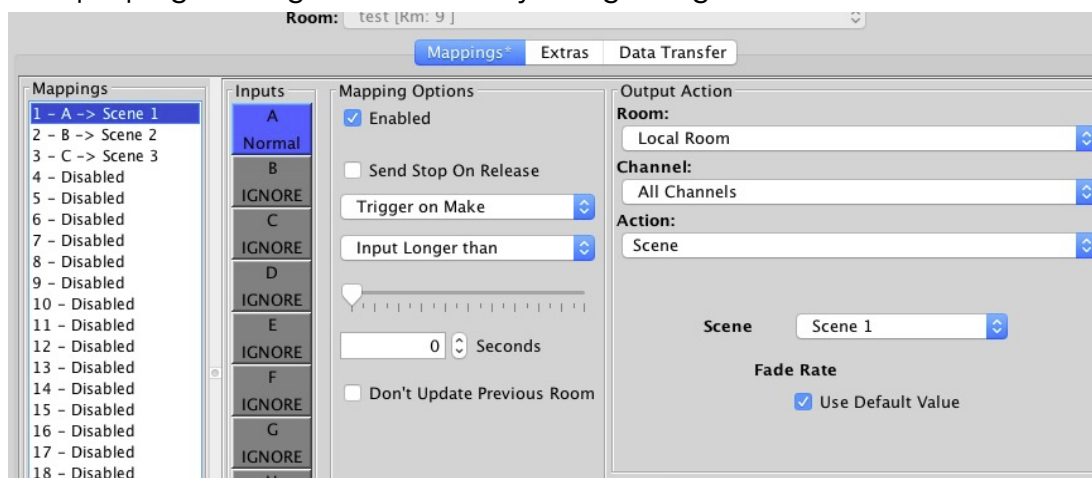 Room: test [Rm: 9 ]
Mappings* Extras Data Transfer
Mappings
1 - A -> Scene 1
2 - B -> Scene 2
3 - C -> Scene 3
4 - Disabled
5 - Disabled
6 - Disabled
7 - Disabled
8 - Disabled
9 - Disabled
10 - Disabled
11 - Disabled
12 - Disabled
13 - Disabled
14 - Disabled
15 - Disabled
16 - Disabled
17 - Disabled
18 - Disabled
Inputs
A
Normal
B
IGNORE
C
IGNORE
D
IGNORE
E
IGNORE
F
IGNORE
G
IGNORE
Mapping Options
Enabled
Send Stop On Release
Trigger on Make
Input Longer than
0 Seconds
Don't Update Previous Room
Output Action
Room:
Local Room
Channel:
All Channels
Action:
Scene
Scene Scene 1
Fade Rate
Use Default Value